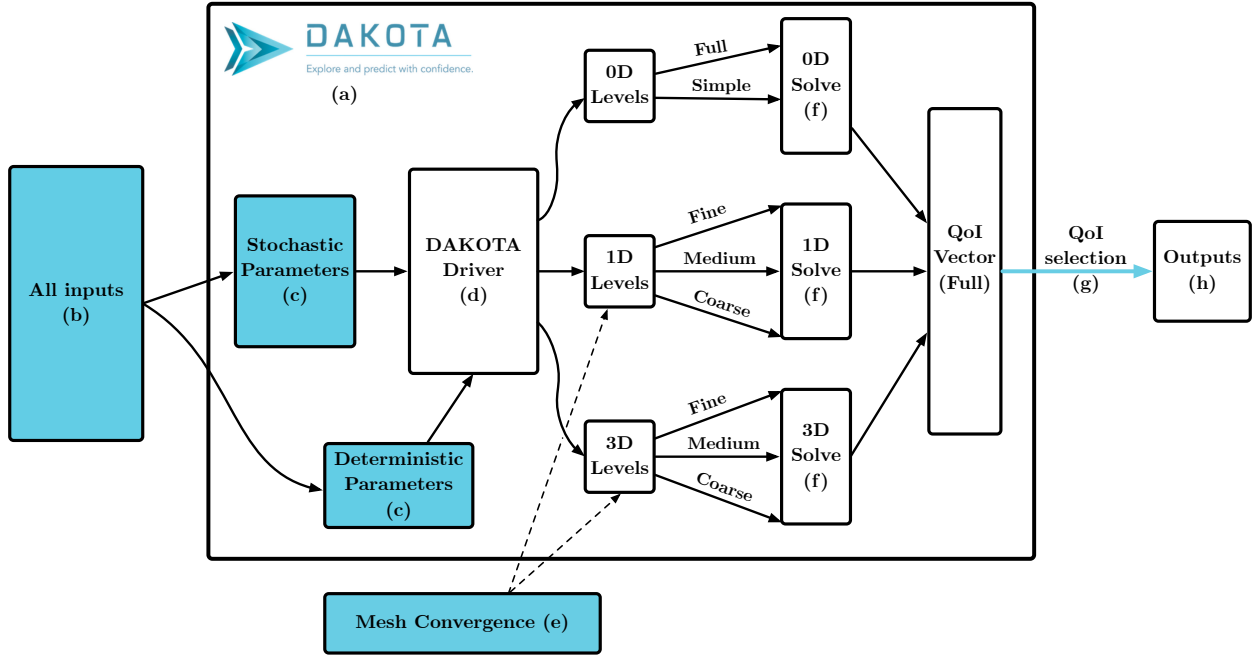 DAKOTA
Explore and predict with confidence.
(a)
All inputs
(b)
Stochastic
Parameters
(c)
Deterministic
Parameters
(c)
DAKOTA
Driver
(d)
0D
Levels
Full
Simple
0D
Solve
(f)
1D
Levels
Fine
Medium
Coarse
1D
Solve
(f)
3D
Levels
Fine
Medium
Coarse
3D
Solve
(f)
QoI
Vector
(Full)
QoI
selection
(g)
Outputs
(h)
Mesh Convergence (e)